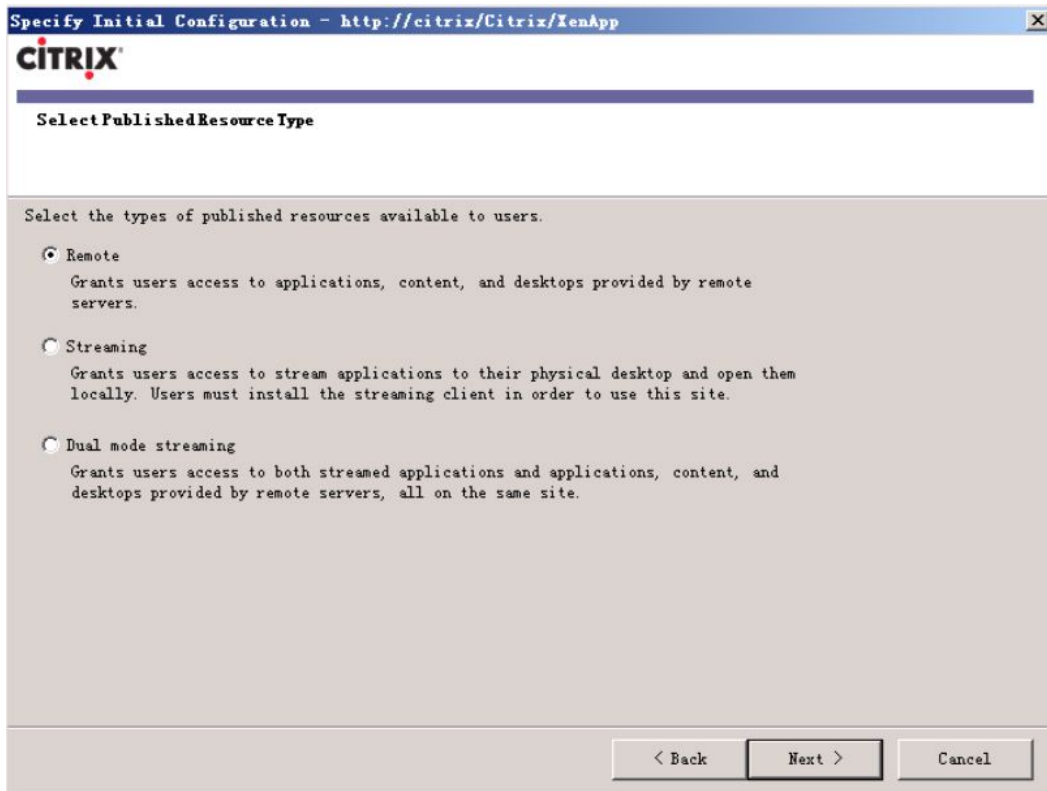 Specify Initial Configuration - http://citrix/Citrix/XenApp
CITRIX
Select Published Resource Type
Select the types of published resources available to users.
Remote
Grants users access to applications, content, and desktops provided by remote
servers.
Streaming
Grants users access to stream applications to their physical desktop and open them
locally. Users must install the streaming client in order to use this site.
Dual mode streaming
Grants users access to both streamed applications and applications, content, and
desktops provided by remote servers, all on the same site.
< Back
Next >
Cancel